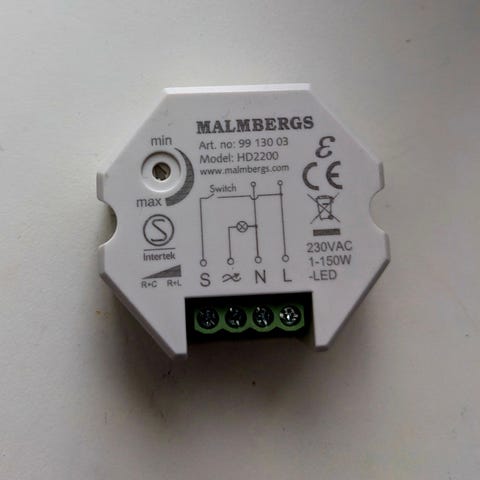 MALMBERGS
Art. no: 99 130 03
Model: HD2200
www.malmbergs.com
min
max
Switch
Intertek
R+C R+L
S N L
CE
230VAC
1-150W
-LED